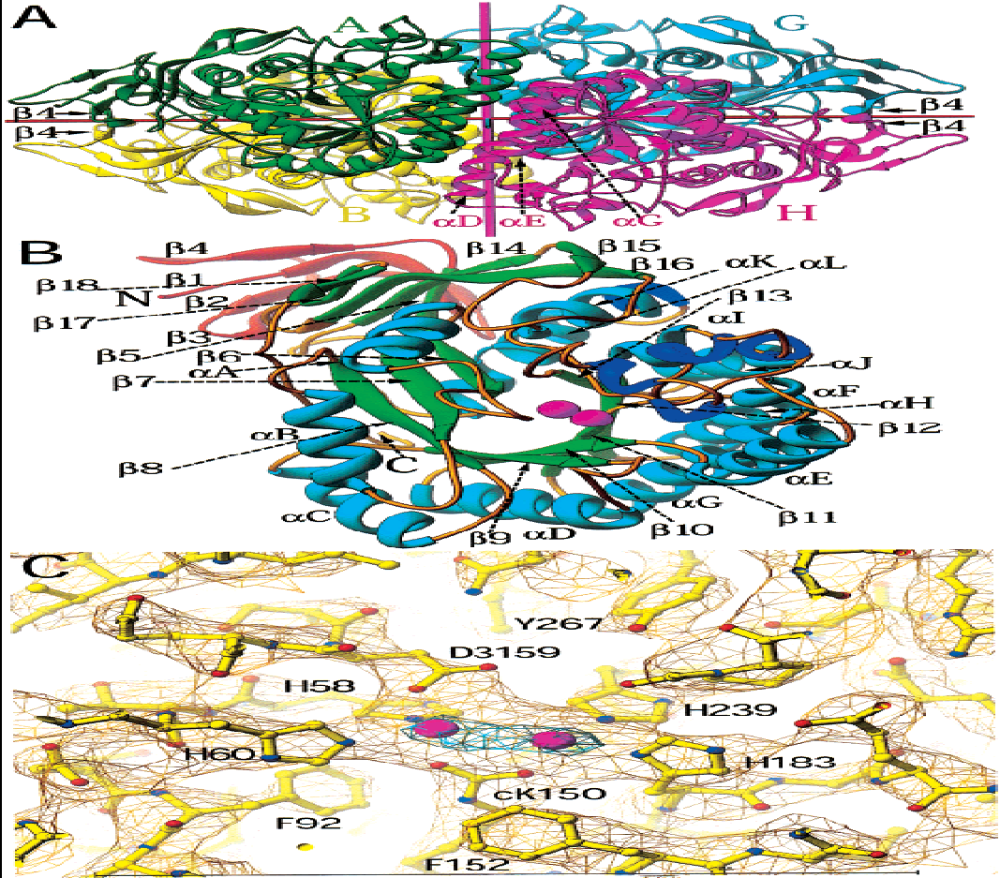 A
A
G
β4
β4
β4
β4
B
αD
αE
αG
H
B
β4
β14
β15
β18
β1
β16
αK
αL
N
β2
β13
β17
αI
β3
β5
β6
αJ
αA
β7
αF
αH
β12
αB
β8
C
αE
αG
αC
β9
αD
β10
β11
C
Y267
D3159
H58
H239
H60
H183
cK150
F92
F152